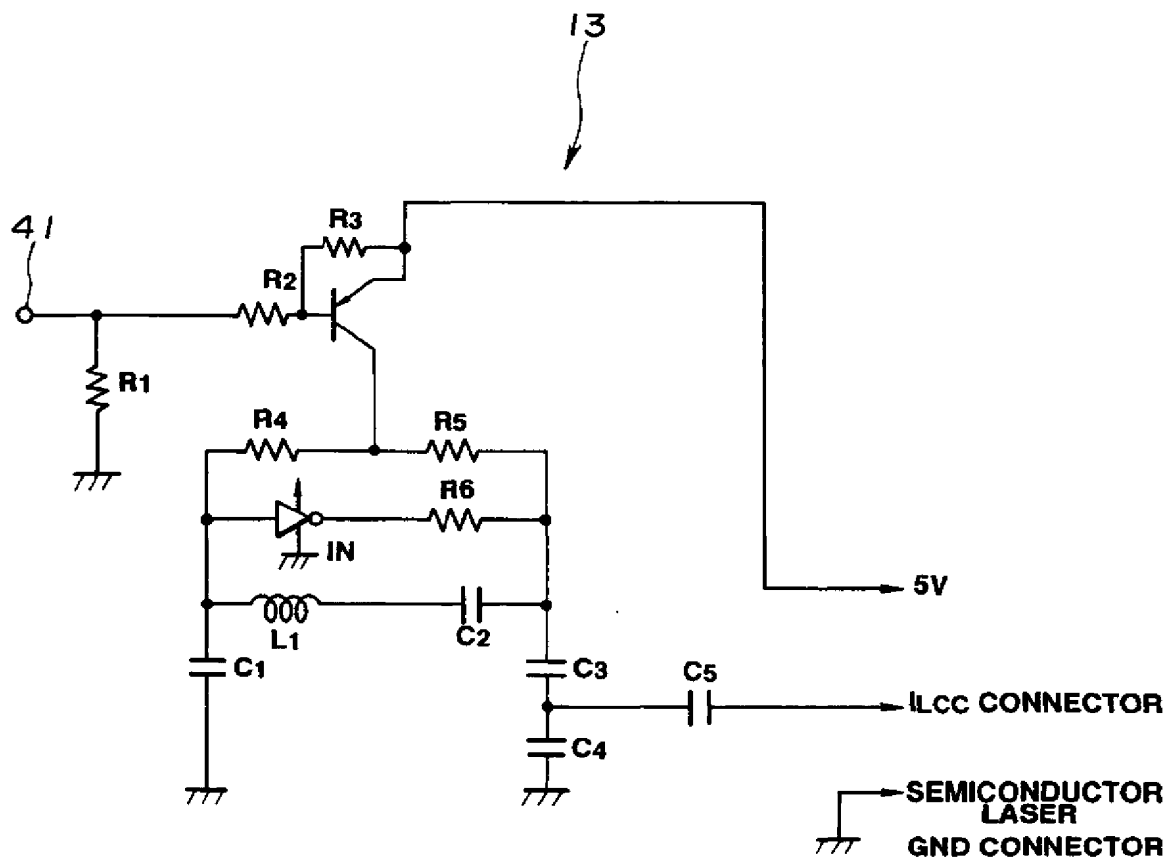 13
41
R3
R2
R1
R4
R5
R6
IN
5V
L1
C2
C1
C3
C5
ILCC CONNECTOR
C4
SEMICONDUCTOR
LASER
GND CONNECTOR